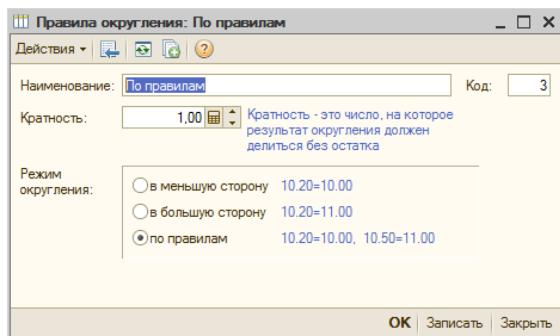 Правила округления: По правилам
Действия
Наименование: По правилам Код: 3
Кратность: 1,00 Кратность - это число, на которое
результат округления должен
делиться без остатка
Режим
округления:
в меньшую сторону 10.20=10.00
в большую сторону 10.20=11.00
по правилам 10.20=10.00, 10.50=11.00
OK Записать Закрыть